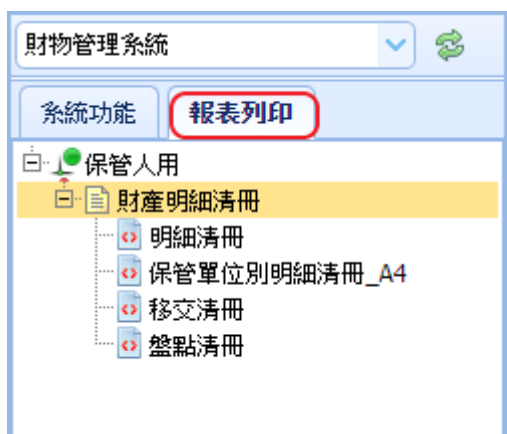 財物管理系統
系統功能 報表列印
保管人用
財產明細清冊
明細清冊
保管單位別明細清冊_A4
移交清冊
盤點清冊